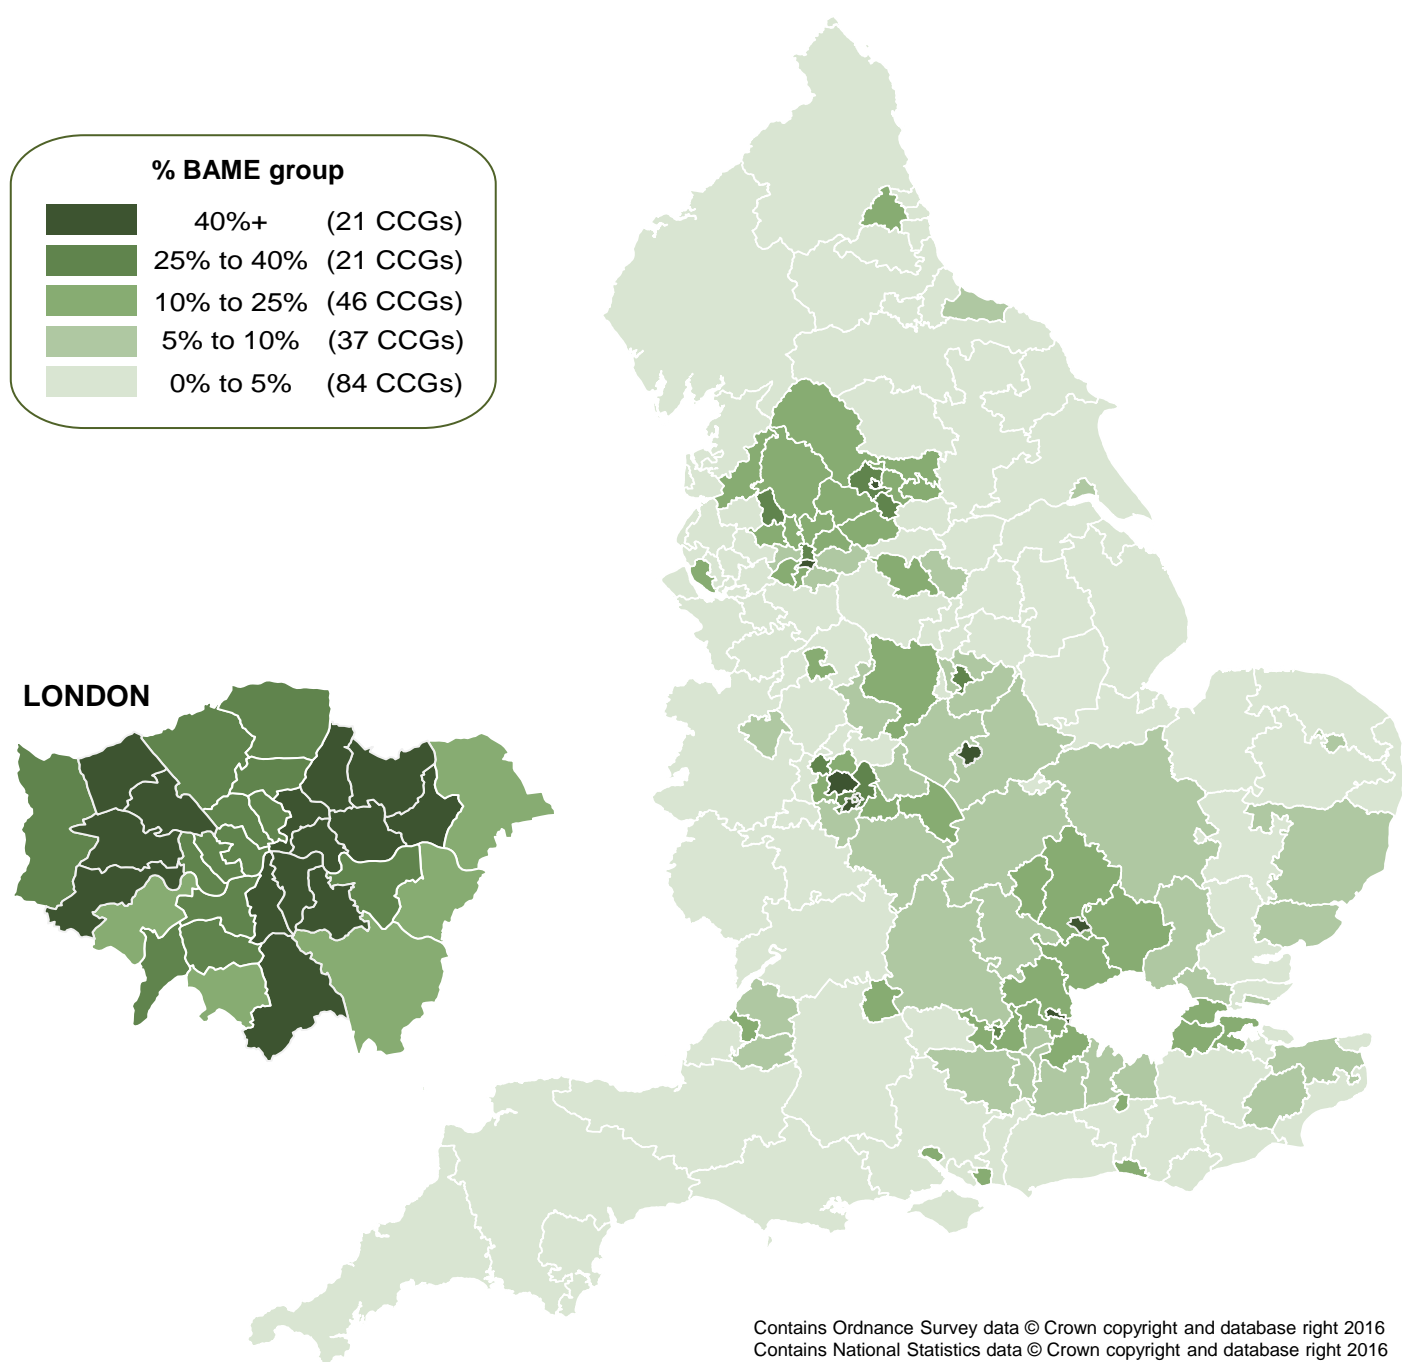 % BAME group
40%+ (21 CCGs)
25% to 40% (21 CCGs)
10% to 25% (46 CCGs)
5% to 10% (37 CCGs)
0% to 5% (84 CCGs)
LONDON
Contains Ordnance Survey data © Crown copyright and database right 2016
Contains National Statistics data © Crown copyright and database right 2016